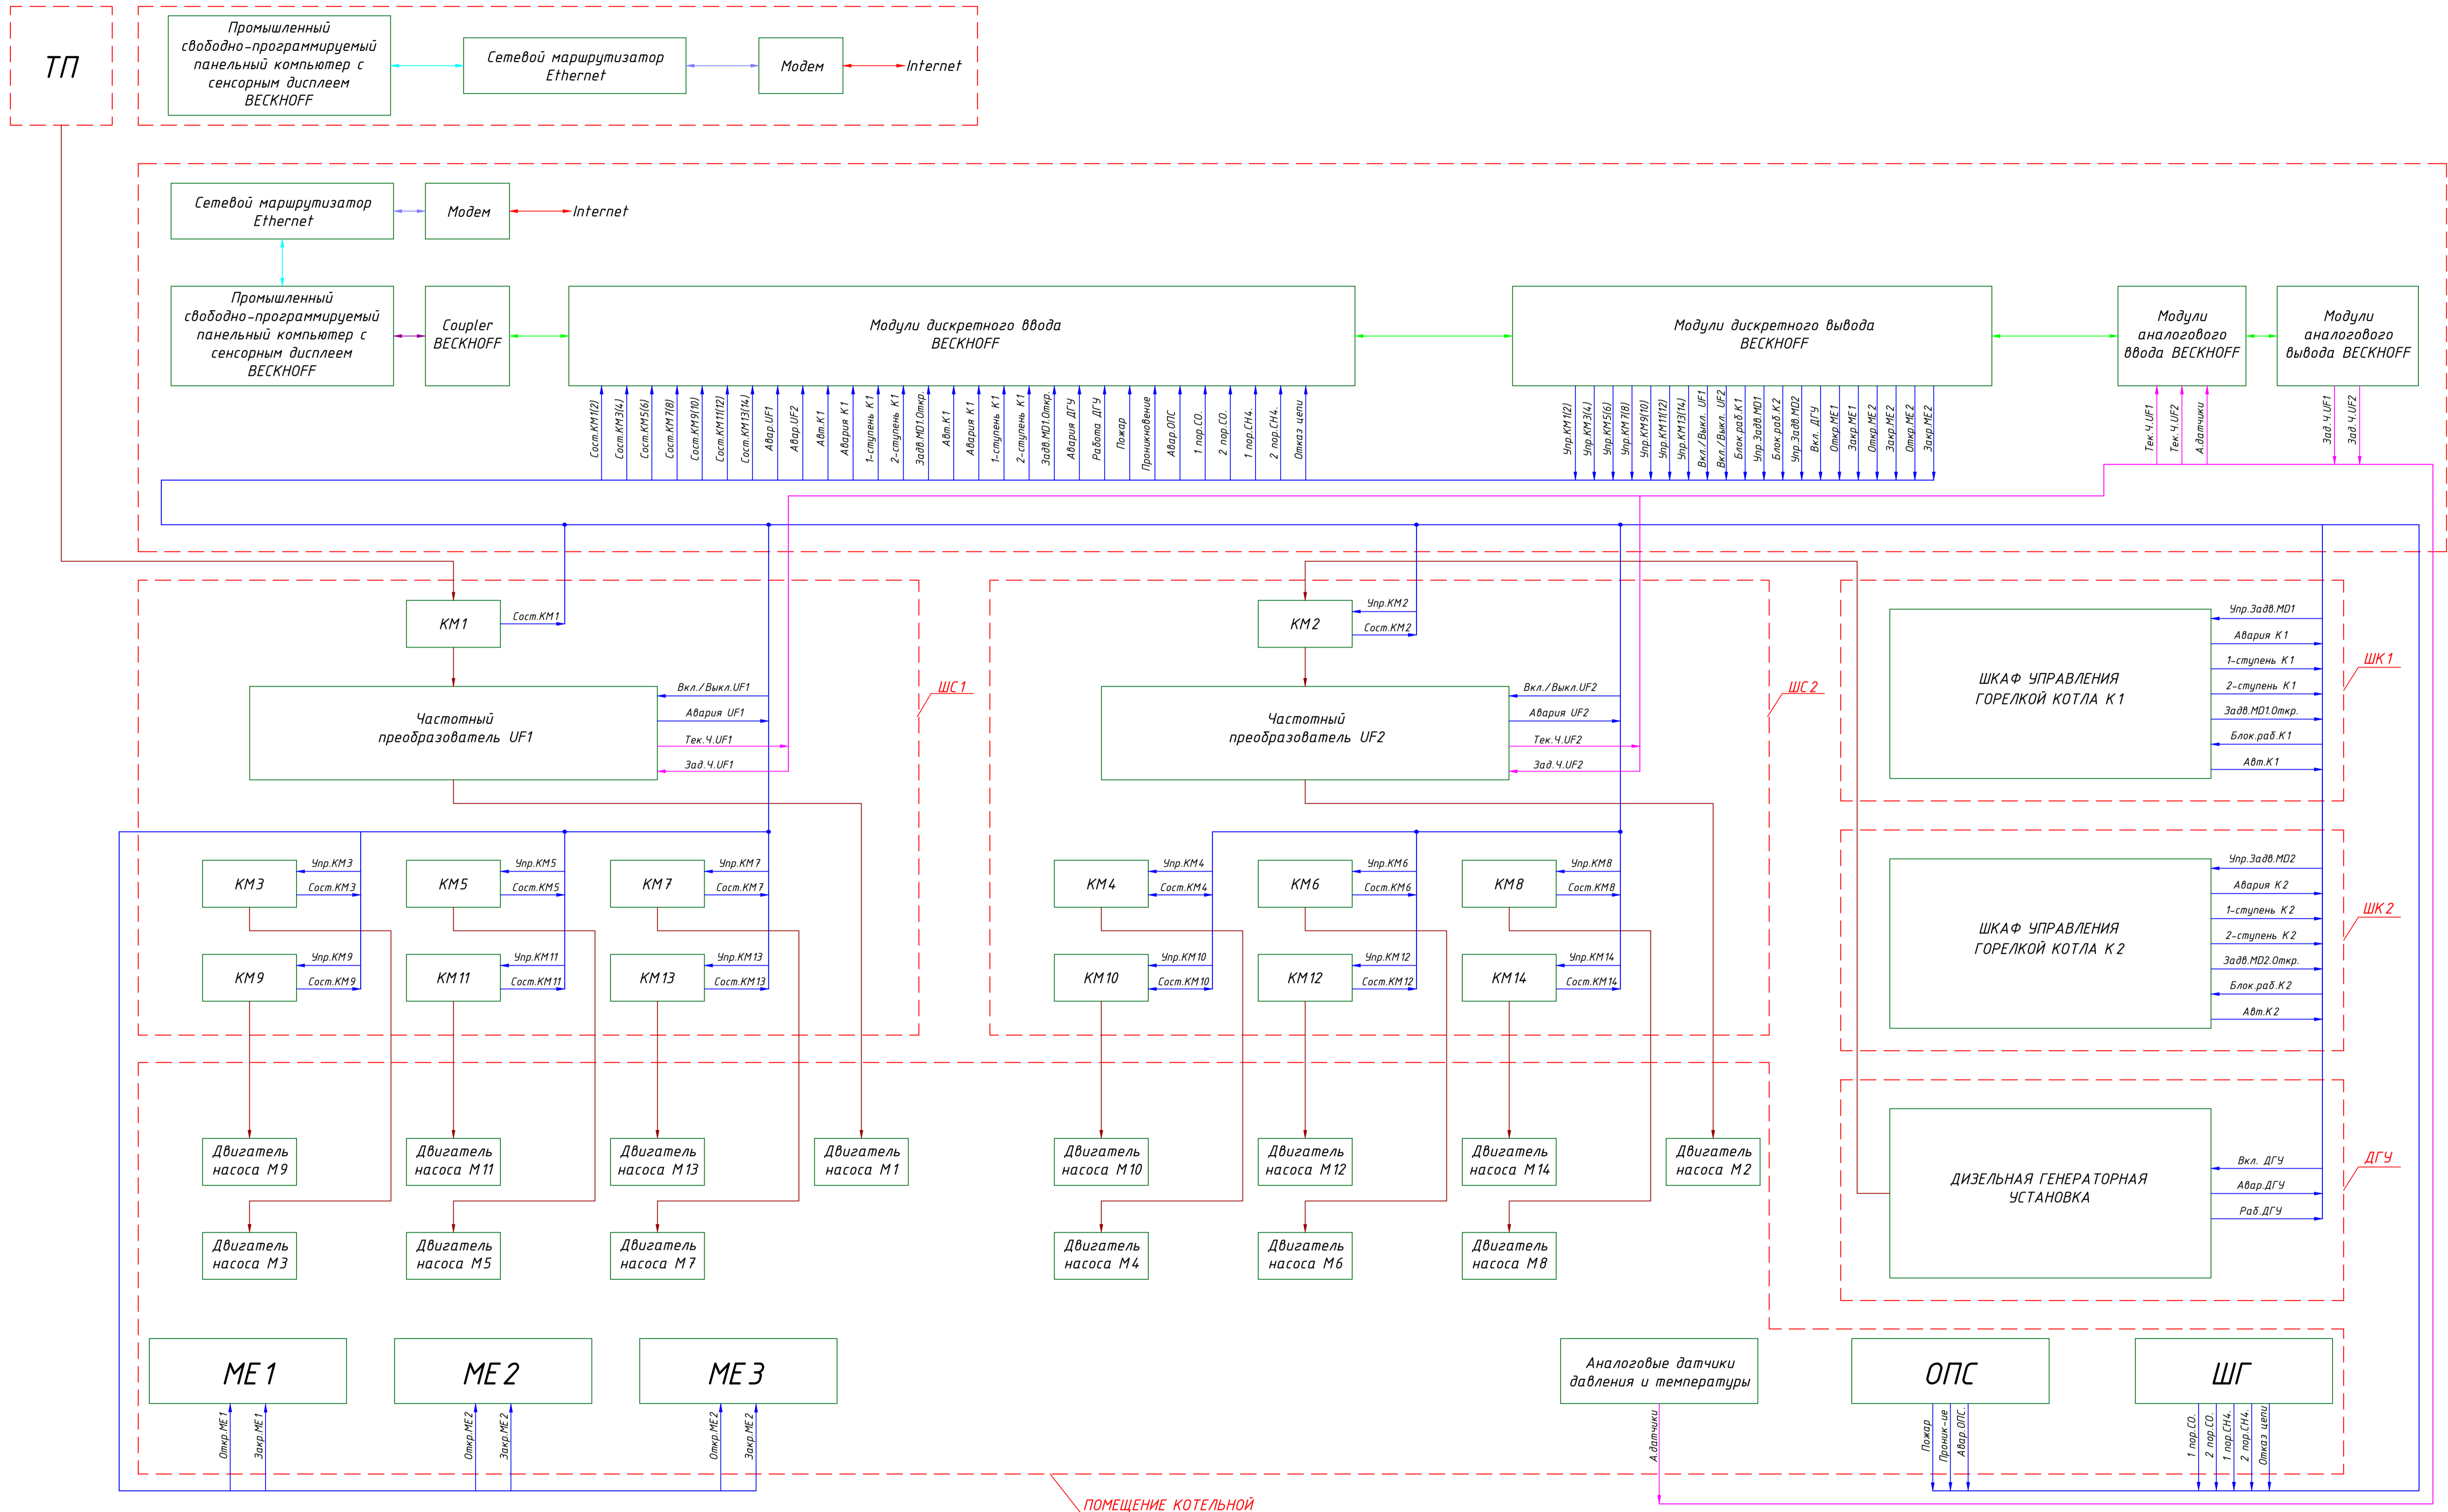 ТП
Промышленный
свободно-программируемый
панельный компьютер с
сенсорным дисплеем
BECKHOFF
Сетевой маршрутизатор
Ethernet
Модем
Internet
Сетевой маршрутизатор
Ethernet
Модем
Internet
Промышленный
свободно-программируемый
панельный компьютер с
сенсорным дисплеем
BECKHOFF
Coupler
BECKHOFF
Модули дискретного ввода
BECKHOFF
Модули дискретного вывода
BECKHOFF
Модули
аналогового
ввода BECKHOFF
Модули
аналогового
вывода BECKHOFF
Сост.КМ1(2)
Сост.КМ3(4)
Сост.КМ5(6)
Сост.КМ7(8)
Сост.КМ9(10)
Сост.КМ11(12)
Сост.КМ13(14)
Авар.UF1
Авар.UF2
Авт.К1
Авария К1
1-ступень К1
2-ступень К1
Задв.MD1.Откр.
Авт.К1
Авария К1
1-ступень К1
2-ступень К1
Задв.MD1.Откр.
Авария ДГУ
Работа ДГУ
Пожар
Проникновение
Авар.ОПС
1 пор.СО.
2 пор.СО.
1 пор.СН4.
2 пор.СН4.
Отказ цепи
Упр.КМ1(2)
Упр.КМ3(4)
Упр.КМ5(6)
Упр.КМ7(8)
Упр.КМ9(10)
Упр.КМ11(12)
Упр.КМ13(14)
Вкл./Выкл. UF1
Вкл./Выкл. UF2
Блок.раб.К1
Упр.Задв.MD1
Блок.раб.К2
Упр.Задв.MD2
Вкл. ДГУ
Откр.МЕ1
Закр.МЕ1
Откр.МЕ2
Закр.МЕ2
Откр.МЕ2
Закр.МЕ2
Тек.Ч.UF1
Тек.Ч.UF2
А.датчики
Зад.Ч.UF1
Зад.Ч.UF2
КМ1
Сост.КМ1
Частотный
преобразователь UF1
Вкл./Выкл.UF1
Авария UF1
Тек.Ч.UF1
Зад.Ч.UF1
ШС1
КМ2
Упр.КМ2
Сост.КМ2
Частотный
преобразователь UF2
Вкл./Выкл.UF2
Авария UF2
Тек.Ч.UF2
Зад.Ч.UF2
ШС2
ШКАФ УПРАВЛЕНИЯ
ГОРЕЛКОЙ КОТЛА К1
Упр.Задв.MD1
Авария К1
1-ступень К1
2-ступень К1
Задв.MD1.Откр.
Блок.раб.К1
Авт.К1
ШК1
КМ3
Упр.КМ3
Сост.КМ3
КМ5
Упр.КМ5
Сост.КМ5
КМ7
Упр.КМ7
Сост.КМ7
КМ4
Упр.КМ4
Сост.КМ4
КМ6
Упр.КМ6
Сост.КМ6
КМ8
Упр.КМ8
Сост.КМ8
КМ9
Упр.КМ9
Сост.КМ9
КМ11
Упр.КМ11
Сост.КМ11
КМ13
Упр.КМ13
Сост.КМ13
КМ10
Упр.КМ10
Сост.КМ10
КМ12
Упр.КМ12
Сост.КМ12
КМ14
Упр.КМ14
Сост.КМ14
ШКАФ УПРАВЛЕНИЯ
ГОРЕЛКОЙ КОТЛА К2
Упр.Задв.MD2
Авария К2
1-ступень К2
2-ступень К2
Задв.MD2.Откр.
Блок.раб.К2
Авт.К2
ШК2
Двигатель
насоса М9
Двигатель
насоса М11
Двигатель
насоса М13
Двигатель
насоса М1
Двигатель
насоса М10
Двигатель
насоса М12
Двигатель
насоса М14
Двигатель
насоса М2
Двигатель
насоса М3
Двигатель
насоса М5
Двигатель
насоса М7
Двигатель
насоса М4
Двигатель
насоса М6
Двигатель
насоса М8
ДИЗЕЛЬНАЯ ГЕНЕРАТОРНАЯ
УСТАНОВКА
Вкл. ДГУ
Авар.ДГУ
Раб.ДГУ
ДГУ
МЕ1
МЕ2
МЕ3
Аналоговые датчики
давления и температуры
ОПС
ШГ
Откр.МЕ1
Закр.МЕ1
Откр.МЕ2
Закр.МЕ2
Откр.МЕ2
Закр.МЕ2
А.датчики
Пожар
Проник-ие
Авар.ОПС.
1 пор.СО.
2 пор.СО.
1 пор.СН4.
2 пор.СН4.
Отказ цепи
ПОМЕЩЕНИЕ КОТЕЛЬНОЙ